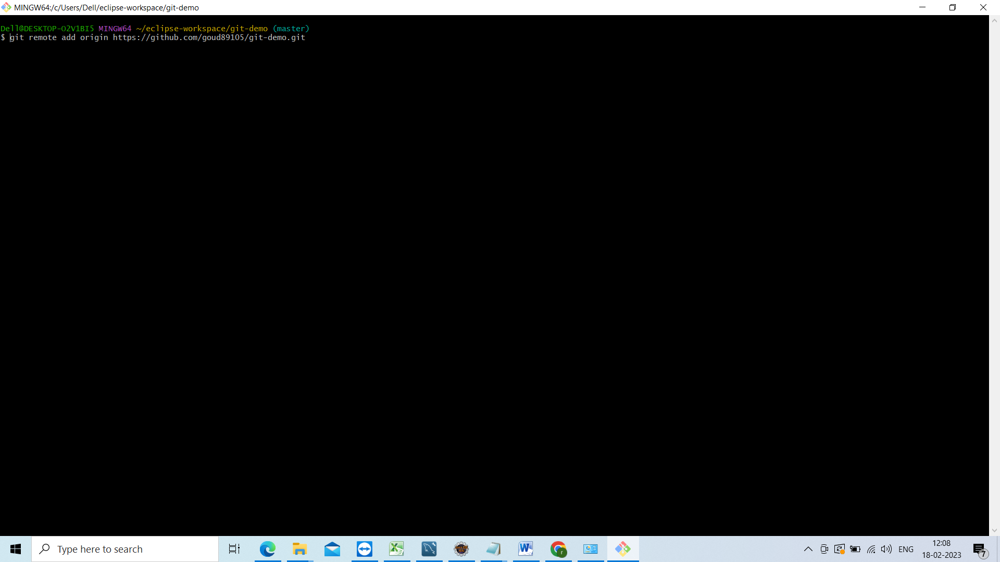 MINGW64:/c/Users/Dell/eclipse-workspace/git-demo
Dell@DESKTOP-O2V1BI5 MINGW64 ~/eclipse-workspace/git-demo (master)
$ git remote add origin https://github.com/goud89105/git-demo.git
Type here to search
ENG
12:08
18-02-2023
7